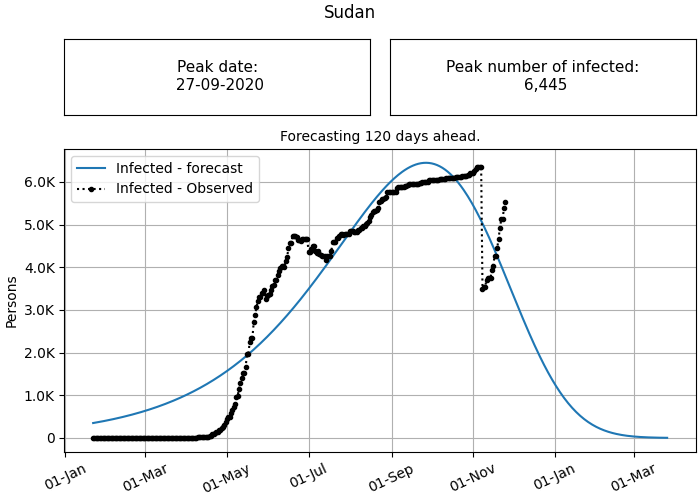 Sudan
Peak date:
27-09-2020
Peak number of infected:
6,445
Forecasting 120 days ahead.
Infected - forecast
Infected - Observed
Persons
6.0K
5.0K
4.0K
3.0K
2.0K
1.0K
0
01-Jan
01-Mar
01-May
01-Jul
01-Sep
01-Nov
01-Jan
01-Mar